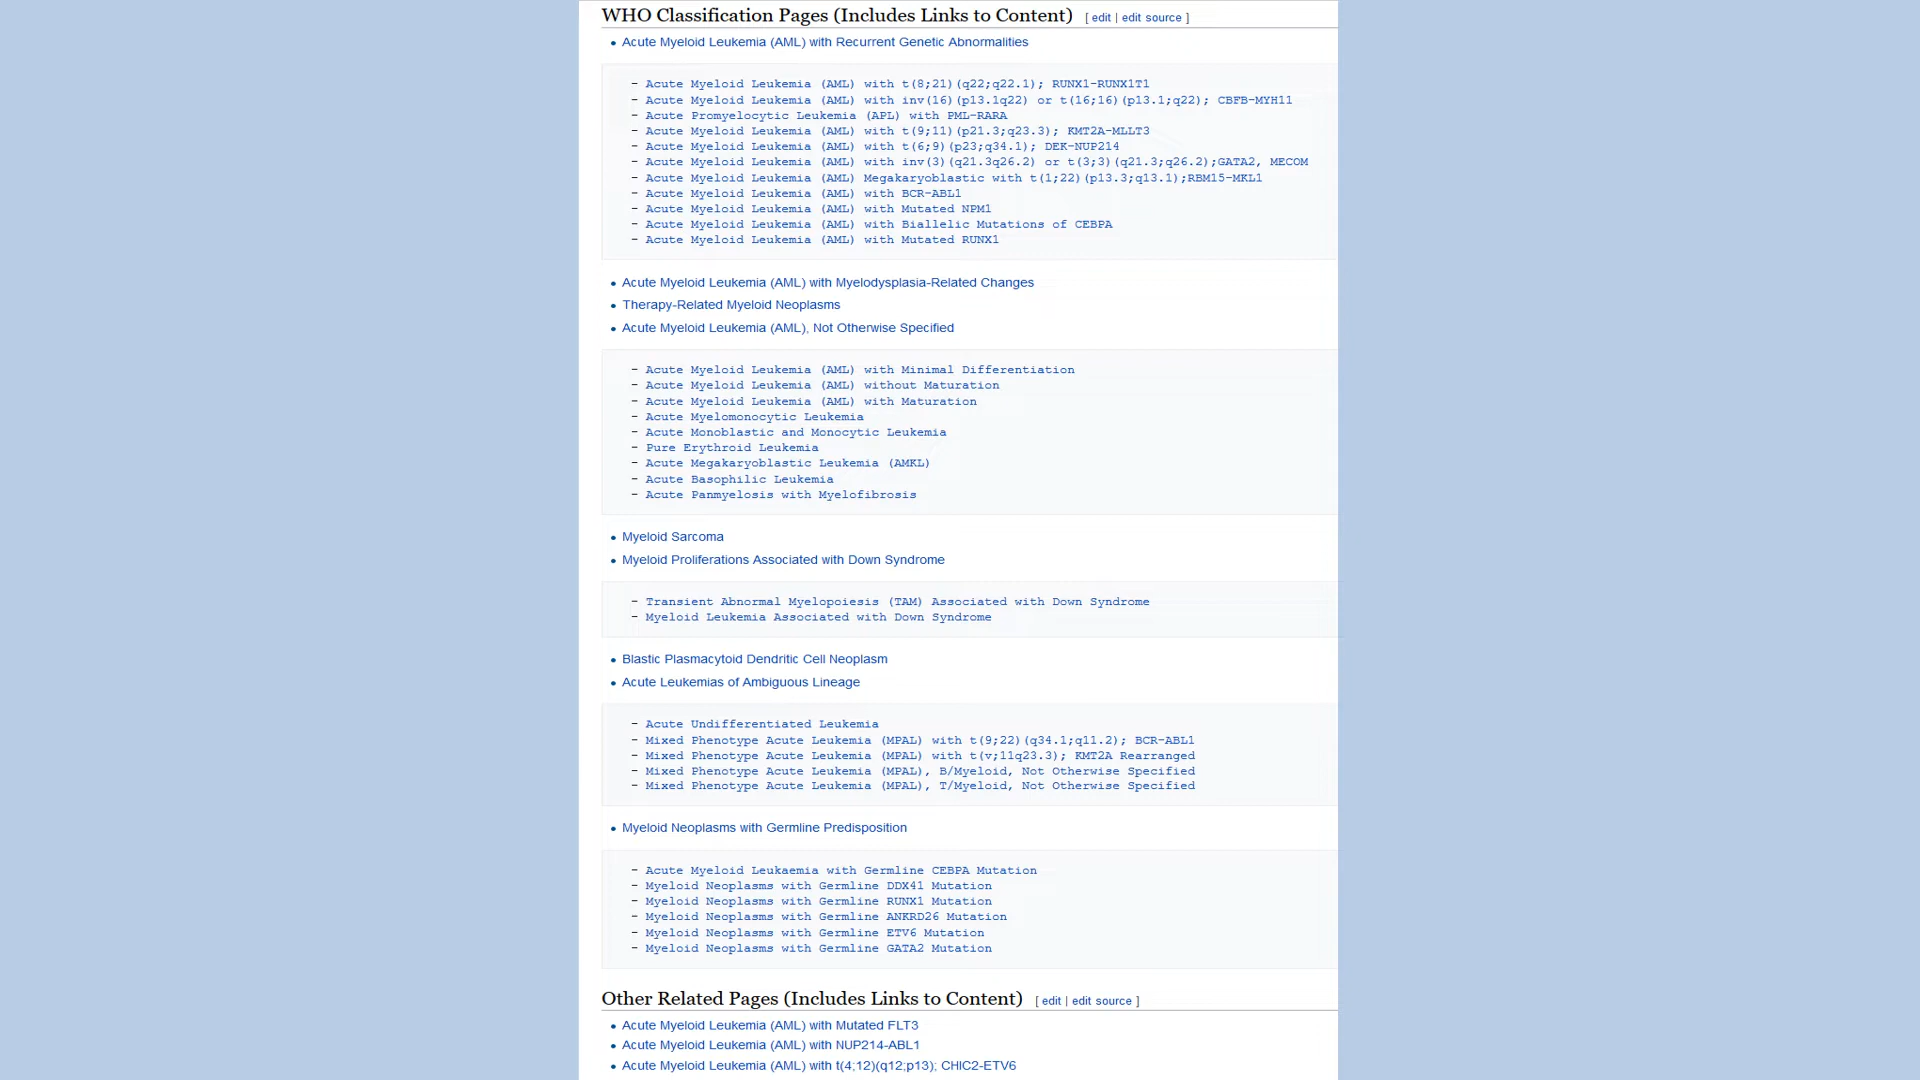 WHO Classification Pages (Includes Links to Content) [ edit | edit source ]
• Acute Myeloid Leukemia (AML) with Recurrent Genetic Abnormalities
- Acute Myeloid Leukemia (AML) with t(8;21)(q22;q22.1); RUNX1-RUNX1T1
- Acute Myeloid Leukemia (AML) with inv(16)(p13.1q22) or t(16;16)(p13.1;q22); CBFB-MYH11
- Acute Promyelocytic Leukemia (APL) with PML-RARA
- Acute Myeloid Leukemia (AML) with t(9;11)(p21.3;q23.3); KMT2A-MLLT3
- Acute Myeloid Leukemia (AML) with t(6;9)(p23;q34.1); DEK-NUP214
- Acute Myeloid Leukemia (AML) with inv(3)(q21.3q26.2) or t(3;3)(q21.3;q26.2);GATA2, MECOM
- Acute Myeloid Leukemia (AML) Megakaryoblastic with t(1;22)(p13.3;q13.1);RBM15-MKL1
- Acute Myeloid Leukemia (AML) with BCR-ABL1
- Acute Myeloid Leukemia (AML) with Mutated NPM1
- Acute Myeloid Leukemia (AML) with Biallelic Mutations of CEBPA
- Acute Myeloid Leukemia (AML) with Mutated RUNX1
• Acute Myeloid Leukemia (AML) with Myelodysplasia-Related Changes
• Therapy-Related Myeloid Neoplasms
• Acute Myeloid Leukemia (AML), Not Otherwise Specified
- Acute Myeloid Leukemia (AML) with Minimal Differentiation
- Acute Myeloid Leukemia (AML) without Maturation
- Acute Myeloid Leukemia (AML) with Maturation
- Acute Myelomonocytic Leukemia
- Acute Monoblastic and Monocytic Leukemia
- Pure Erythroid Leukemia
- Acute Megakaryoblastic Leukemia (AMKL)
- Acute Basophilic Leukemia
- Acute Panmyelosis with Myelofibrosis
• Myeloid Sarcoma
• Myeloid Proliferations Associated with Down Syndrome
- Transient Abnormal Myelopoiesis (TAM) Associated with Down Syndrome
- Myeloid Leukemia Associated with Down Syndrome
• Blastic Plasmacytoid Dendritic Cell Neoplasm
• Acute Leukemias of Ambiguous Lineage
- Acute Undifferentiated Leukemia
- Mixed Phenotype Acute Leukemia (MPAL) with t(9;22)(q34.1;q11.2); BCR-ABL1
- Mixed Phenotype Acute Leukemia (MPAL) with t(v;11q23.3); KMT2A Rearranged
- Mixed Phenotype Acute Leukemia (MPAL), B/Myeloid, Not Otherwise Specified
- Mixed Phenotype Acute Leukemia (MPAL), T/Myeloid, Not Otherwise Specified
• Myeloid Neoplasms with Germline Predisposition
- Acute Myeloid Leukaemia with Germline CEBPA Mutation
- Myeloid Neoplasms with Germline DDX41 Mutation
- Myeloid Neoplasms with Germline RUNX1 Mutation
- Myeloid Neoplasms with Germline ANKRD26 Mutation
- Myeloid Neoplasms with Germline ETV6 Mutation
- Myeloid Neoplasms with Germline GATA2 Mutation
Other Related Pages (Includes Links to Content) [ edit | edit source ]
• Acute Myeloid Leukemia (AML) with Mutated FLT3
• Acute Myeloid Leukemia (AML) with NUP214-ABL1
• Acute Myeloid Leukemia (AML) with t(4;12)(q12;p13); CHIC2-ETV6